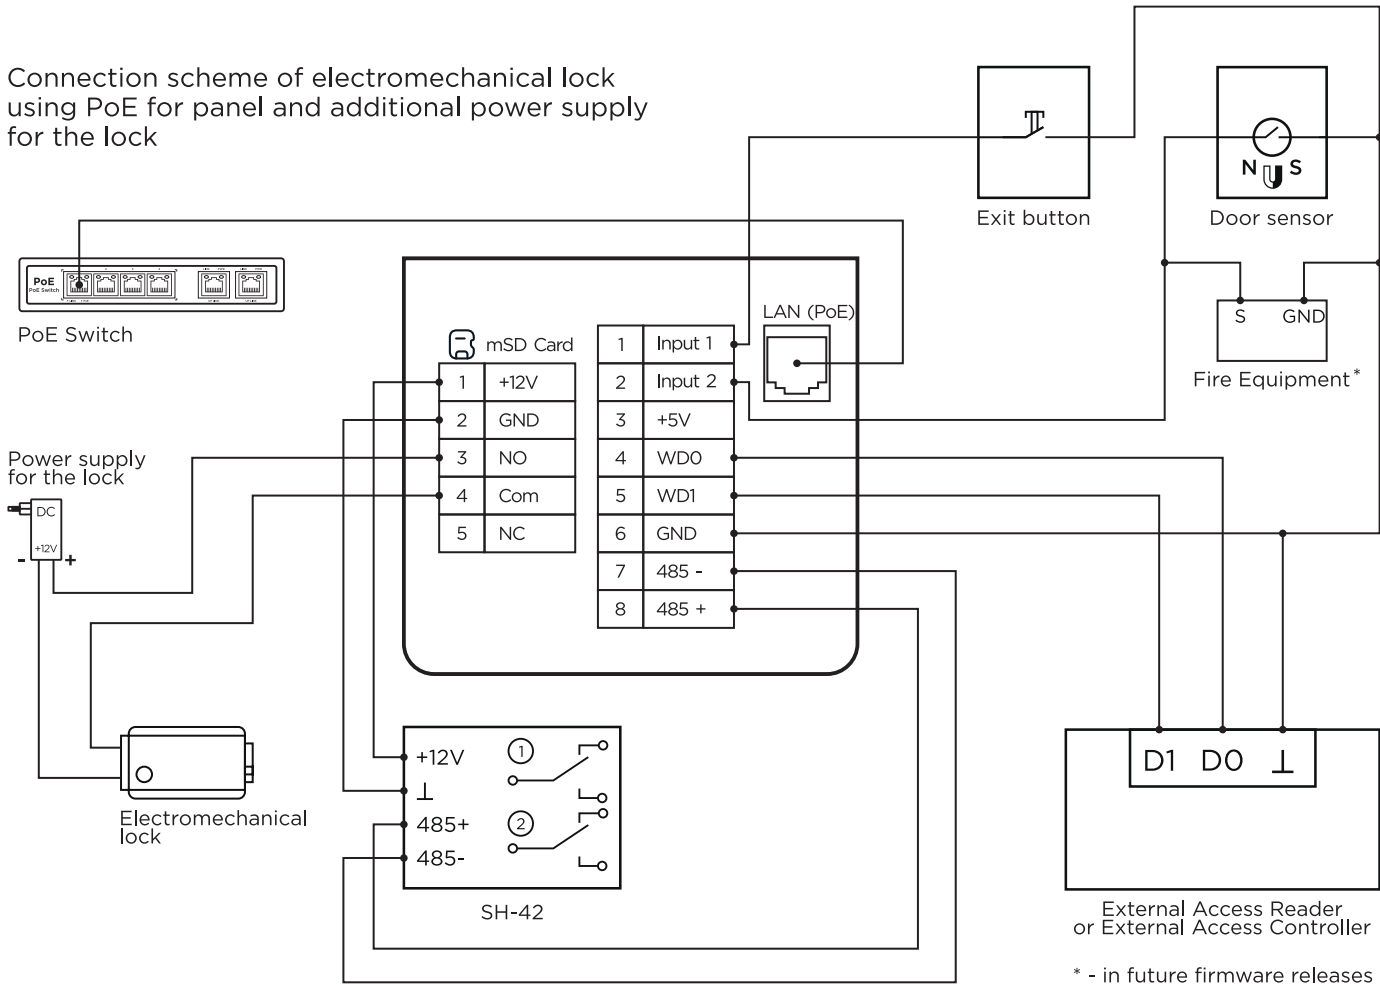 Connection scheme of electromechanical lock
using PoE for panel and additional power supply
for the lock
Exit button
N S
Door sensor
S GND
Fire Equipment*
PoE
PoE Switch
PoE Switch
LAN (PoE)
mSD Card
1 +12V
2 GND
3 NO
4 Com
5 NC
1 Input 1
2 Input 2
3 +5V
4 WD0
5 WD1
6 GND
7 485 -
8 485 +
Power supply
for the lock
DC
+12V
- +
Electromechanical
lock
+12V
485+
485-
1
2
SH-42
D1 D0
External Access Reader
or External Access Controller
* - in future firmware releases